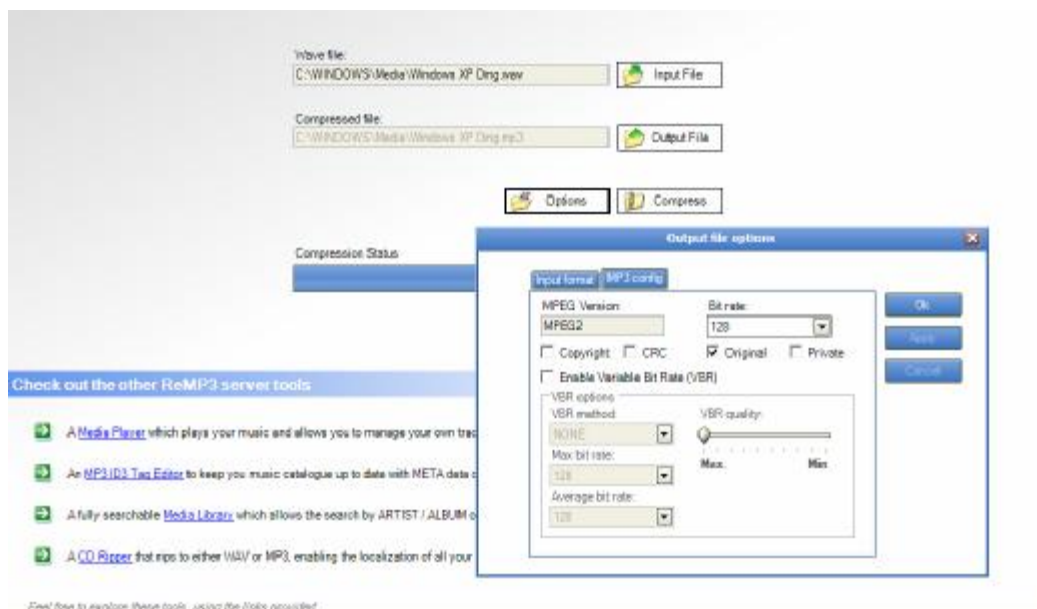 Wave file:
C:\WINDOWS\Media\Windows XP Ding.wav
Input File
Compressed file:
C:\WINDOWS\Media\Windows XP Ding.mp3
Output File
Options
Compress
Compression Status
Output file options
Input format
MP3 config
MPEG Version:
MPEG2
Bit rate:
128
Ok
Apply
Cancel
Copyright
CRC
Original
Private
Enable Variable Bit Rate (VBR)
VBR options
VBR method:
NONE
VBR quality:
Max
Min
Max bit rate:
128
Average bit rate:
128
Check out the other ReMP3 server tools
A Media Player which plays your music and allows you to manage your own
An MP3 ID3 Tag Editor to keep you music catalogue up to date with META data
A fully searchable Media Library which allows the search by ARTIST / ALBUM
A CD Ripper that rips to either WAV or MP3, enabling the localization of all your
Feel free to explore these tools, using the links provided